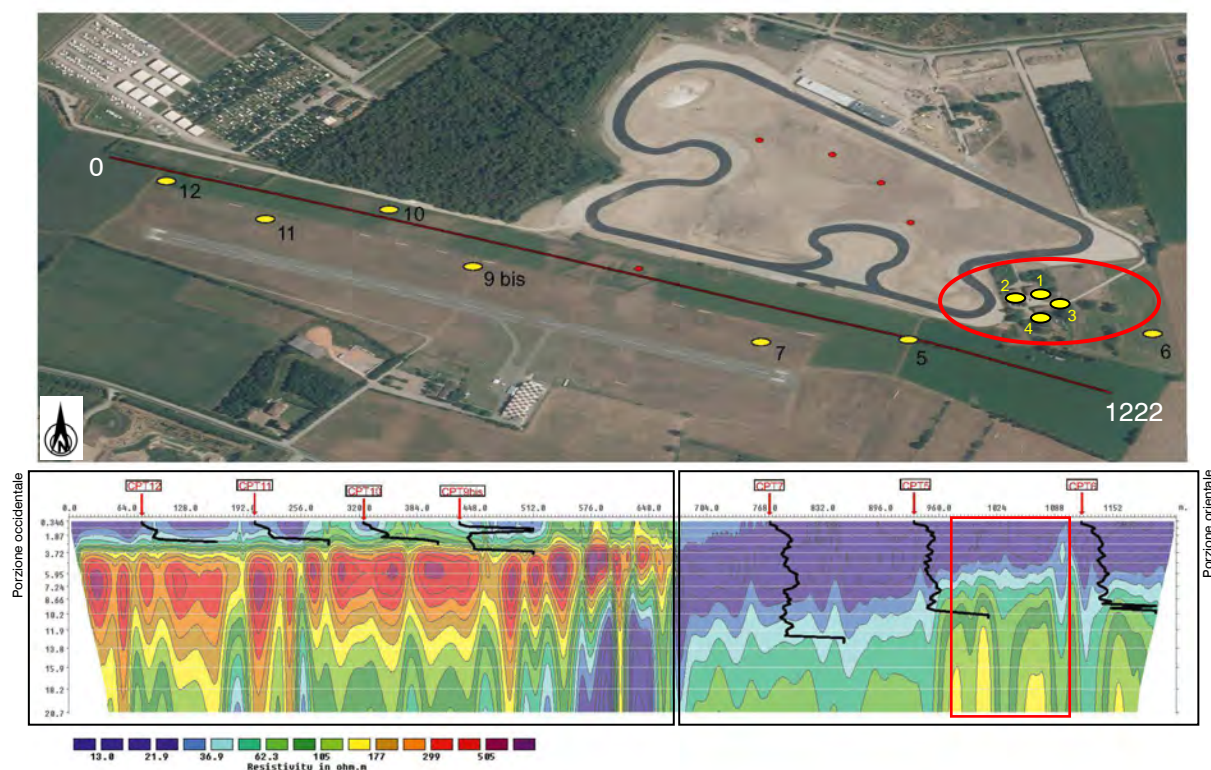 0
12
11
10
9 bis
7
5
6
2
1
3
4
1222
N
Porzione occidentale
CPT12
CPT11
CPT10
CPT9bis
0.0 64.0 128.0 192.0 256.0 320.0 384.0 448.0 512.0 576.0 640.0
0.346
1.87
3.72
5.95
7.24
8.66
10.2
11.9
13.8
15.9
18.2
20.7
CPT7
CPT5
CPT6
704.0 768.0 832.0 896.0 960.0 1024 1088 1152 m.
Porzione orientale
13.0 21.9 36.9 62.3 105 177 299 505
Resistivity in ohm.m